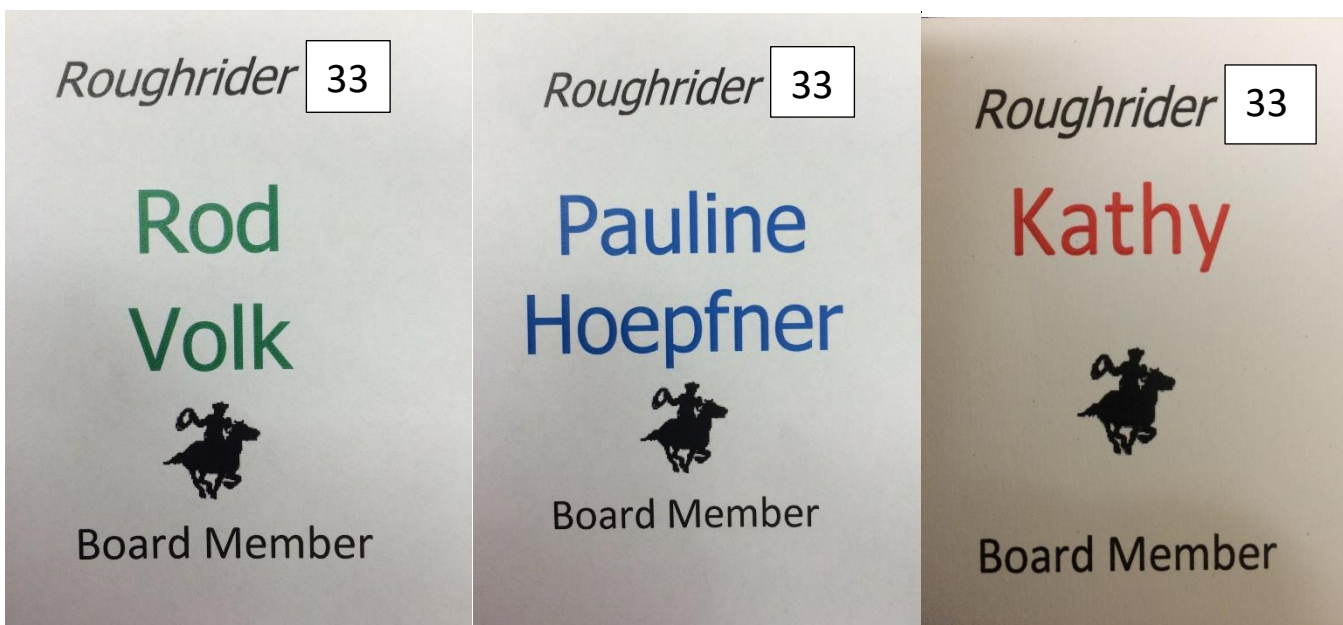 Roughrider 33
Rod
Volk
Board Member
Roughrider 33
Pauline
Hoepfner
Board Member
Roughrider 33
Kathy
Board Member